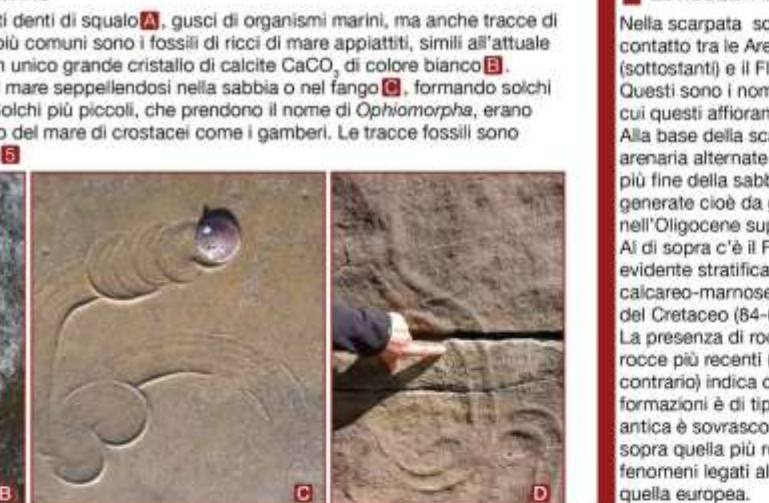 ti denti di squalo A, gusci di organismi marini, ma anche tracce di
più comuni sono i fossili di ricci di mare appiattiti, simili all'attuale
n unico grande cristallo di calcite CaCO3 di colore bianco B.
mare seppellendosi nella sabbia o nel fango C, formando solchi
Solchi più piccoli, che prendono il nome di Ophiomorpha, erano
o del mare di crostacei come i gamberi. Le tracce fossili sono
5
B
C
D
Nella scarpata so
contatto tra le Are
(sottostanti) e il Fl
Questi sono i nom
cui questi affioran
Alla base della sca
arenaria alternate
più fine della sabb
generate cioè da
nell'Oligocene sup
Al di sopra c'è il F
evidente stratifica
calcareo-marnose
del Cretaceo (84-
La presenza di roc
rocce più recenti
contrario) indica
formazioni è di tip
antica è sovrasco
sopra quella più r
fenomeni legati al
quella europea.